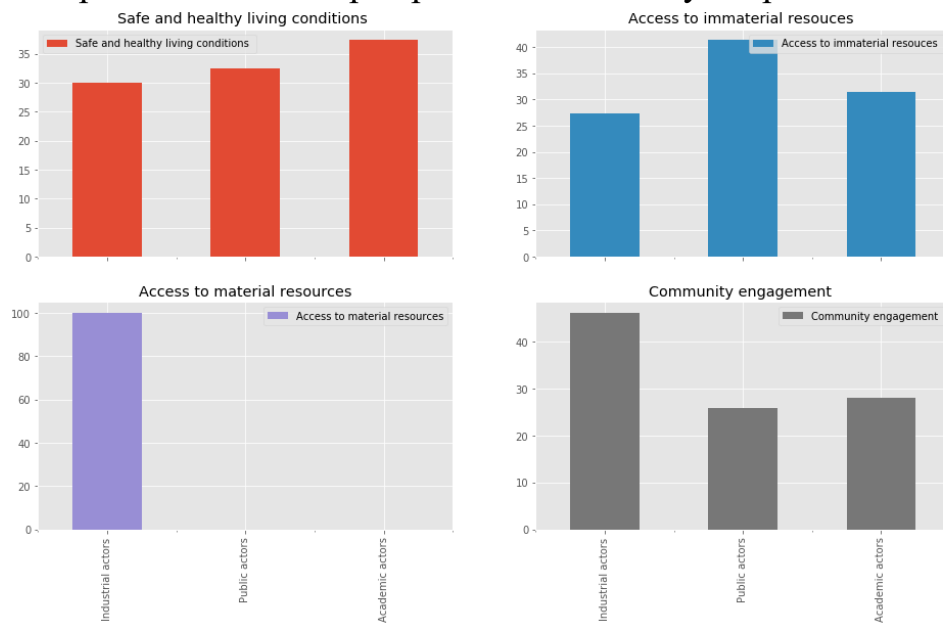 Safe and healthy living conditions
Safe and healthy living conditions
35
30
25
20
15
10
5
0
Access to immaterial resouces
Access to immaterial resouces
40
35
30
25
20
15
10
5
0
Access to material resources
Access to material resources
100
80
60
40
20
0
Industrial actors
Public actors
Academic actors
Community engagement
Community engagement
40
30
20
10
0
Industrial actors
Public actors
Academic actors